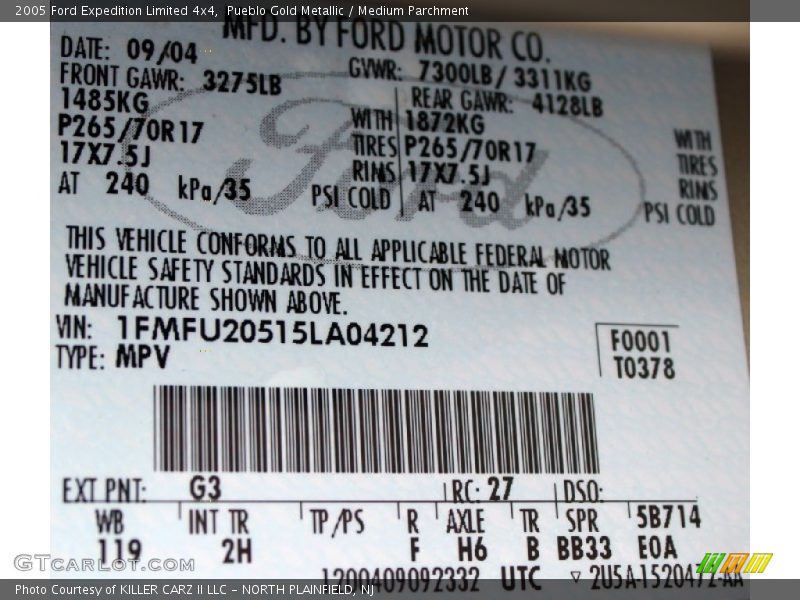 2005 Ford Expedition Limited 4x4, Pueblo Gold Metallic / Medium Parchment
MFD. BY FORD MOTOR CO.
DATE: 09/04 GVWR: 7300LB / 3311KG
FRONT GAWR: 3275LB REAR GAWR: 4128LB
1485KG WITH 1872KG WITH
P265/70R17 TIRES P265/70R17 TIRES
17X7.5J RIMS 17X7.5J RIMS
AT 240 kPa/35 PSI COLD AT 240 kPa/35 PSI COLD
Ford
THIS VEHICLE CONFORMS TO ALL APPLICABLE FEDERAL MOTOR
VEHICLE SAFETY STANDARDS IN EFFECT ON THE DATE OF
MANUFACTURE SHOWN ABOVE.
VIN: 1FMFU20515LA04212 F0001
TYPE: MPV T0378
EXT PNT: G3 RC: 27 DSO:
WB INT TR TP/PS R AXLE TR SPR 5B714
119 2H F H6 B BB33 E0A
1200409092332 UTC ▽ 2U5A-1520472-AA
GTCarLot.com
Photo Courtesy of KILLER CARZ II LLC - NORTH PLAINFIELD, NJ